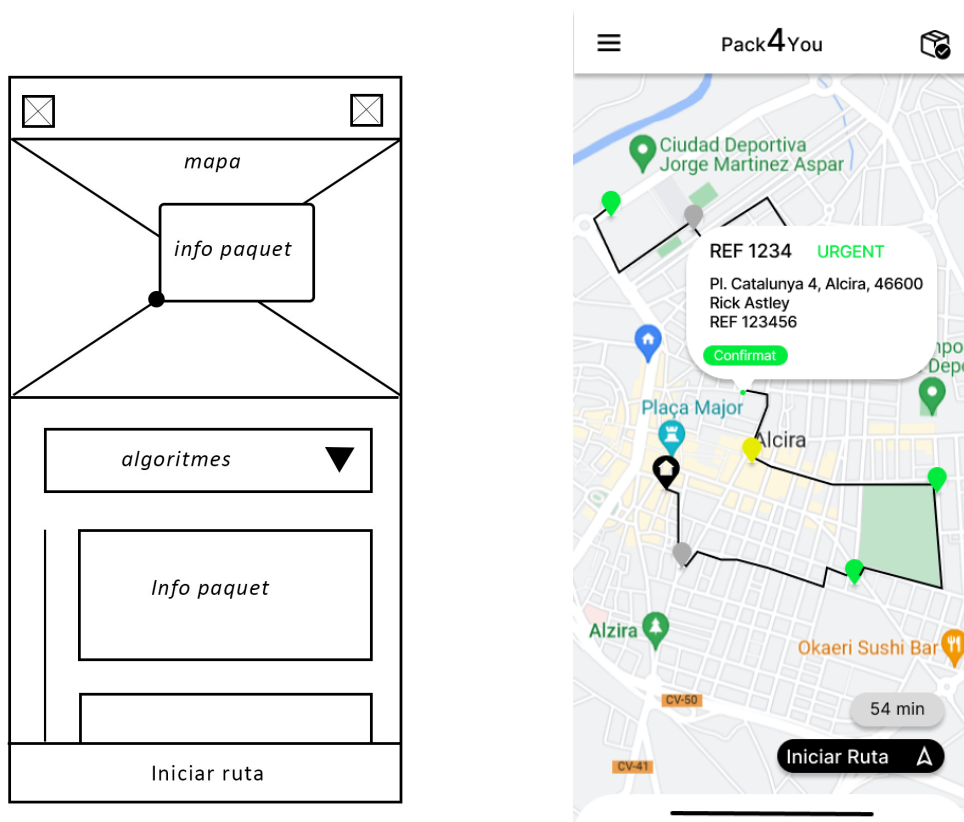 mapa
info paquet
algoritmes
Info paquet
Iniciar ruta
Pack4You
Ciudad Deportiva
Jorge Martinez Aspar
REF 1234 URGENT
Pl. Catalunya 4, Alcira, 46600
Rick Astley
REF 123456
Confirmat
mpo
Depo
Plaça Major
Alcira
Alzira
Okaeri Sushi Bar
CV-50
54 min
Iniciar Ruta
CV-41